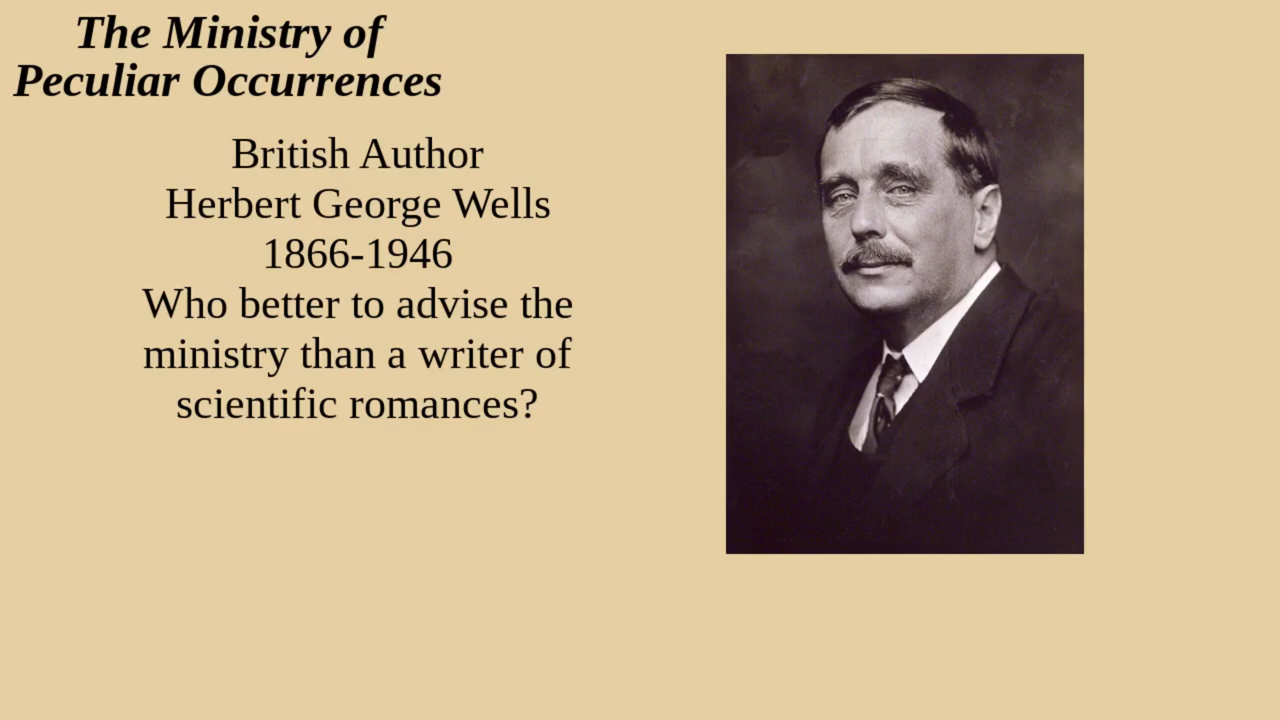 The Ministry of
Peculiar Occurrences
British Author
Herbert George Wells
1866-1946
Who better to advise the
ministry than a writer of
scientific romances?